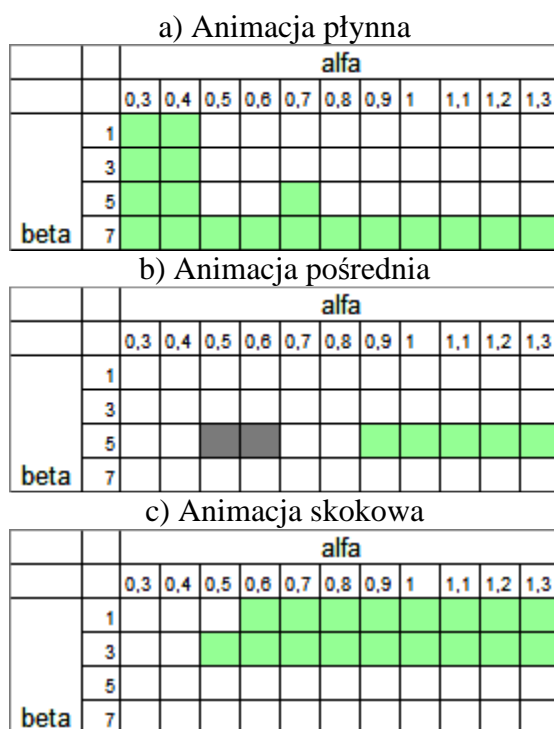 a) Animacja płynna
alfa
0,3 0,4 0,5 0,6 0,7 0,8 0,9 1 1,1 1,2 1,3
1
3
5
beta 7
b) Animacja pośrednia
alfa
0,3 0,4 0,5 0,6 0,7 0,8 0,9 1 1,1 1,2 1,3
1
3
5
beta 7
c) Animacja skokowa
alfa
0,3 0,4 0,5 0,6 0,7 0,8 0,9 1 1,1 1,2 1,3
1
3
5
beta 7